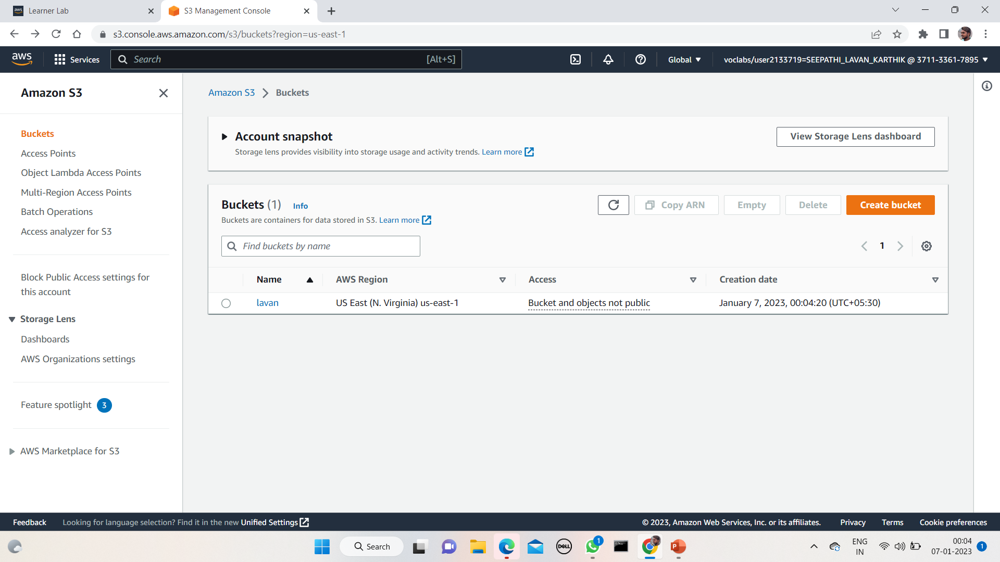 Learner Lab
S3 Management Console
s3.console.aws.amazon.com/s3/buckets?region=us-east-1
aws
Services
Search
[Alt+S]
Global
voclabs/user2133719=SEEPATHI_LAVAN_KARTHIK @ 3711-3361-7895
Amazon S3
Buckets
Access Points
Object Lambda Access Points
Multi-Region Access Points
Batch Operations
Access analyzer for S3
Block Public Access settings for
this account
Storage Lens
Dashboards
AWS Organizations settings
Feature spotlight 3
AWS Marketplace for S3
Amazon S3 > Buckets
Account snapshot
Storage lens provides visibility into storage usage and activity trends. Learn more
View Storage Lens dashboard
Buckets (1) Info
Buckets are containers for data stored in S3. Learn more
Copy ARN
Empty
Delete
Create bucket
Find buckets by name
1
Name AWS Region Access Creation date
lavan US East (N. Virginia) us-east-1 Bucket and objects not public January 7, 2023, 00:04:20 (UTC+05:30)
Feedback Looking for language selection? Find it in the new Unified Settings
© 2023, Amazon Web Services, Inc. or its affiliates. Privacy Terms Cookie preferences
Search
DELL
1
P
ENG
IN
00:04
07-01-2023
1